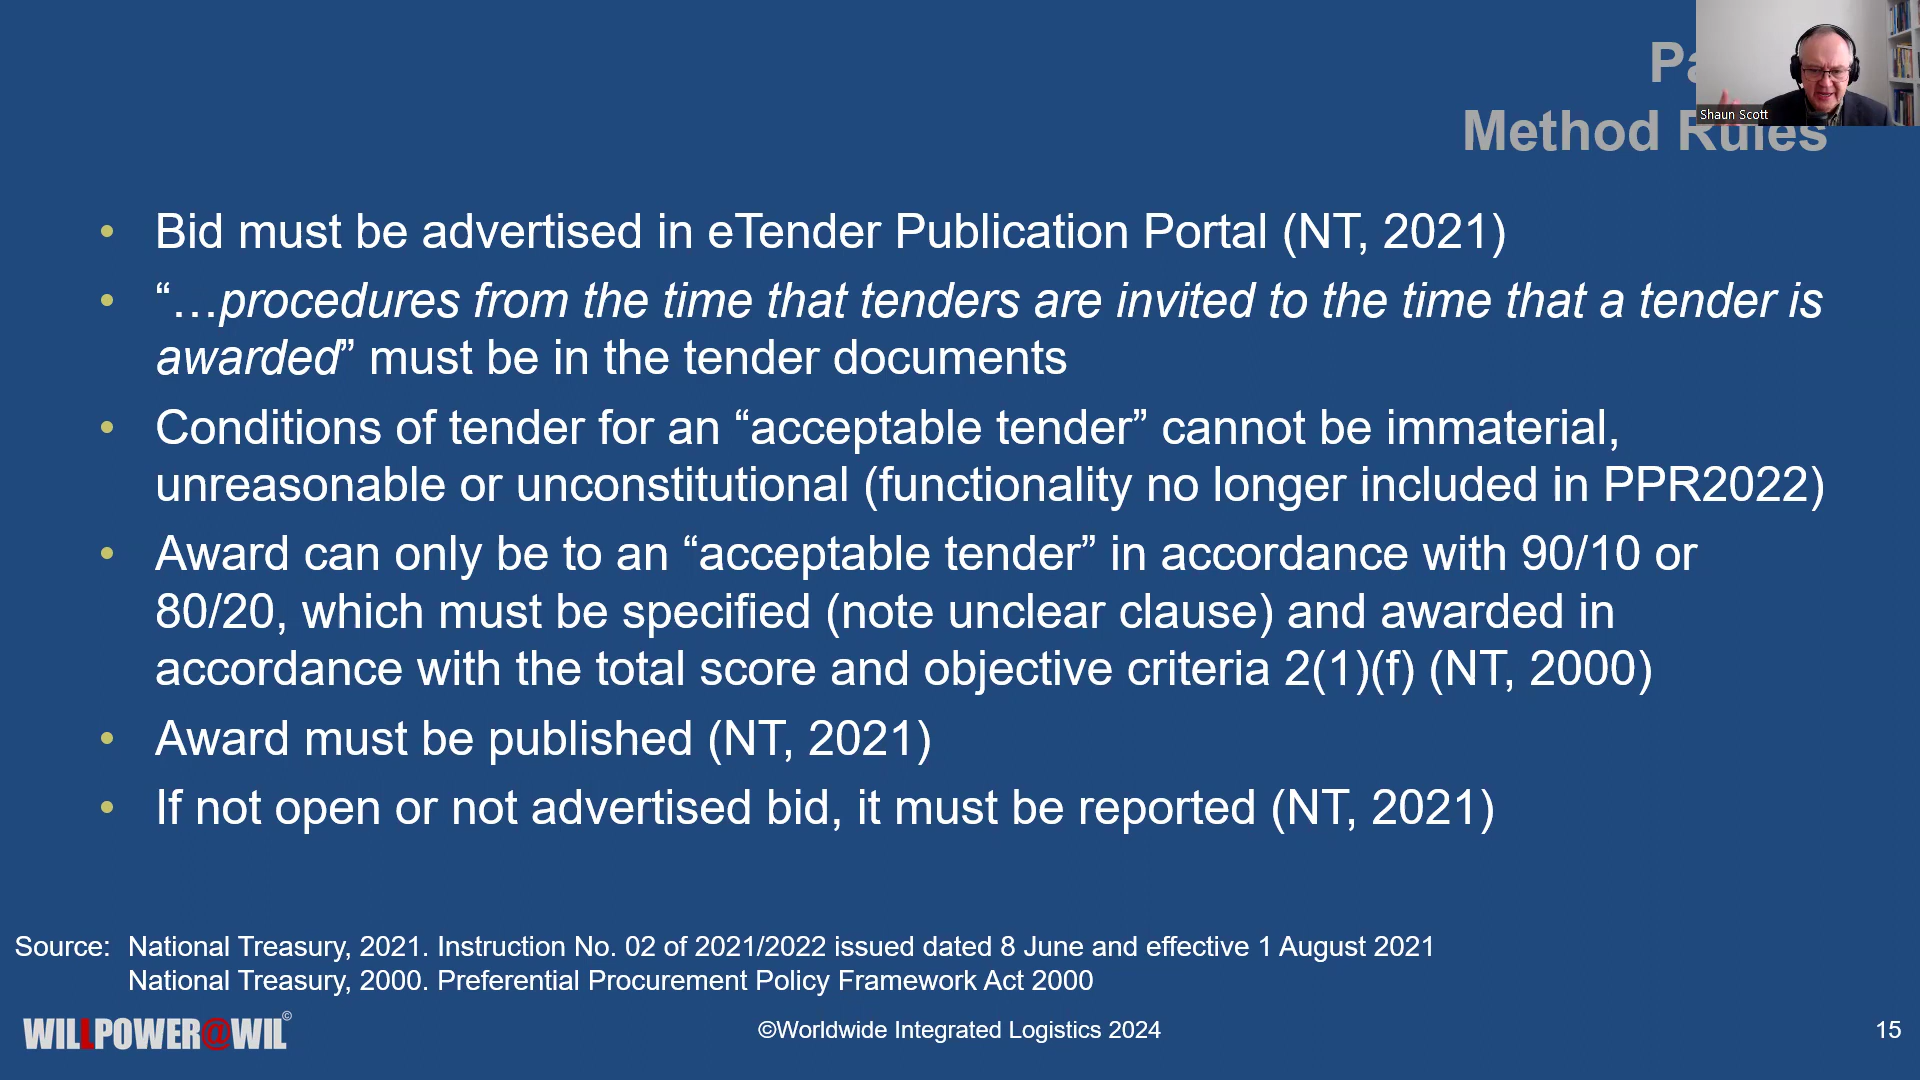 Shaun Scott
Method Rules
• Bid must be advertised in eTender Publication Portal (NT, 2021)
• “…procedures from the time that tenders are invited to the time that a tender is
awarded” must be in the tender documents
• Conditions of tender for an “acceptable tender” cannot be immaterial,
unreasonable or unconstitutional (functionality no longer included in PPR2022)
• Award can only be to an “acceptable tender” in accordance with 90/10 or
80/20, which must be specified (note unclear clause) and awarded in
accordance with the total score and objective criteria 2(1)(f) (NT, 2000)
• Award must be published (NT, 2021)
• If not open or not advertised bid, it must be reported (NT, 2021)
Source: National Treasury, 2021. Instruction No. 02 of 2021/2022 issued dated 8 June and effective 1 August 2021
National Treasury, 2000. Preferential Procurement Policy Framework Act 2000
WILLPOWER@WIL©
©Worldwide Integrated Logistics 2024
15